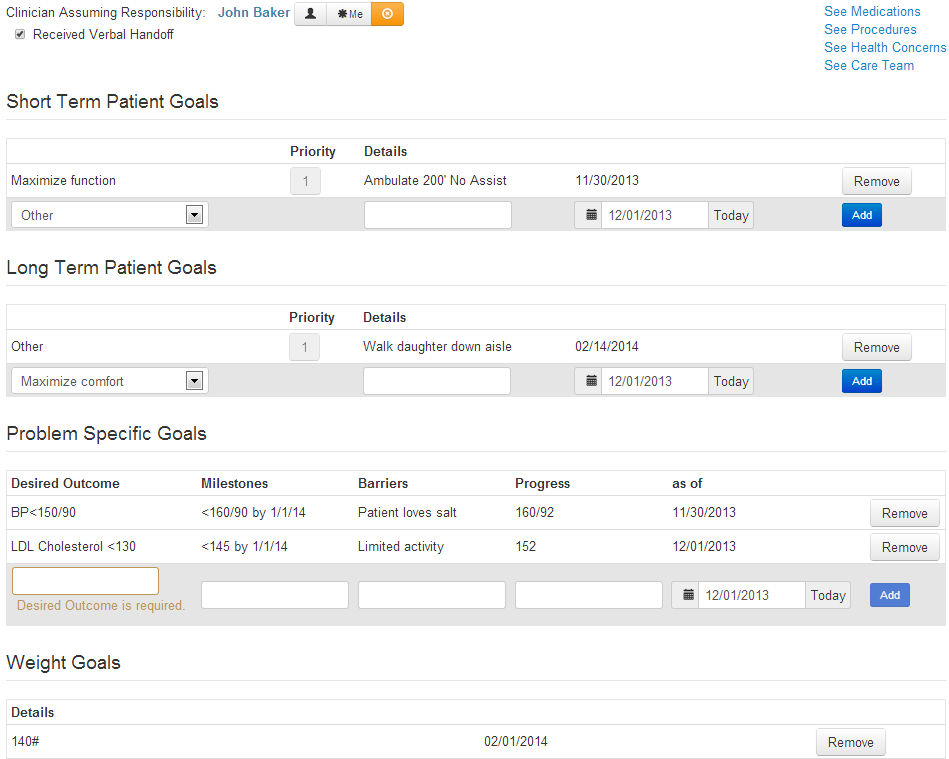 Clinician Assuming Responsibility: John Baker Me
See Medications
Received Verbal Handoff
See Procedures
See Health Concerns
See Care Team
Short Term Patient Goals
Priority Details
Maximize function 1 Ambulate 200' No Assist 11/30/2013 Remove
Other 12/01/2013 Today Add
Long Term Patient Goals
Priority Details
Other 1 Walk daughter down aisle 02/14/2014 Remove
Maximize comfort 12/01/2013 Today Add
Problem Specific Goals
Desired Outcome Milestones Barriers Progress as of
BP<150/90 <160/90 by 1/1/14 Patient loves salt 160/92 11/30/2013 Remove
LDL Cholesterol <130 <145 by 1/1/14 Limited activity 152 12/01/2013 Remove
12/01/2013 Today Add
Desired Outcome is required.
Weight Goals
Details
140# 02/01/2014 Remove